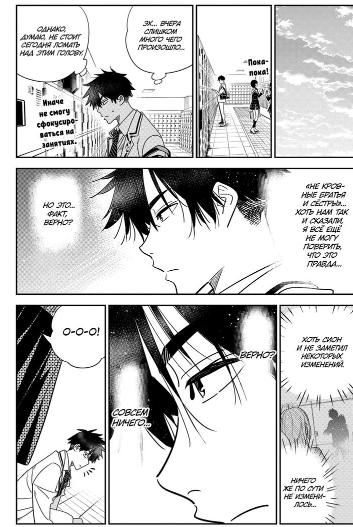 ПОКА-
ПОКА!
ЭХ... ВЧЕРА
СЛИШКОМ
МНОГО ЧЕГО
ПРОИЗОШЛО...
ОДНАКО,
ДУМАЮ, НЕ СТОИТ
СЕГОДНЯ ЛОМАТЬ
НАД ЭТИМ ГОЛОВУ.
Иначе
не смогу
сфокусиро-
ваться на
занятиях.
«НЕ КРОВ-
НЫЕ БРАТЬЯ
И СЁСТРЫ»...
ХОТЬ НАМ ТАК
И СКАЗАЛИ,
Я ВСЁ ЕЩЁ
НЕ МОГУ
ПОВЕРИТЬ,
ЧТО ЭТО
ПРАВДА...
НО ЭТО...
ФАКТ,
ВЕРНО?
ХОТЬ СИОН
И НЕ ЗАМЕТИЛ
НЕКОТОРЫХ
ИЗМЕНЕНИЙ.
НИЧЕГО
ЖЕ ПО СУТИ
НЕ ИЗМЕНИ-
ЛОСЬ...
ВЕРНО?
СОВСЕМ
НИЧЕГО...
О-О-О!